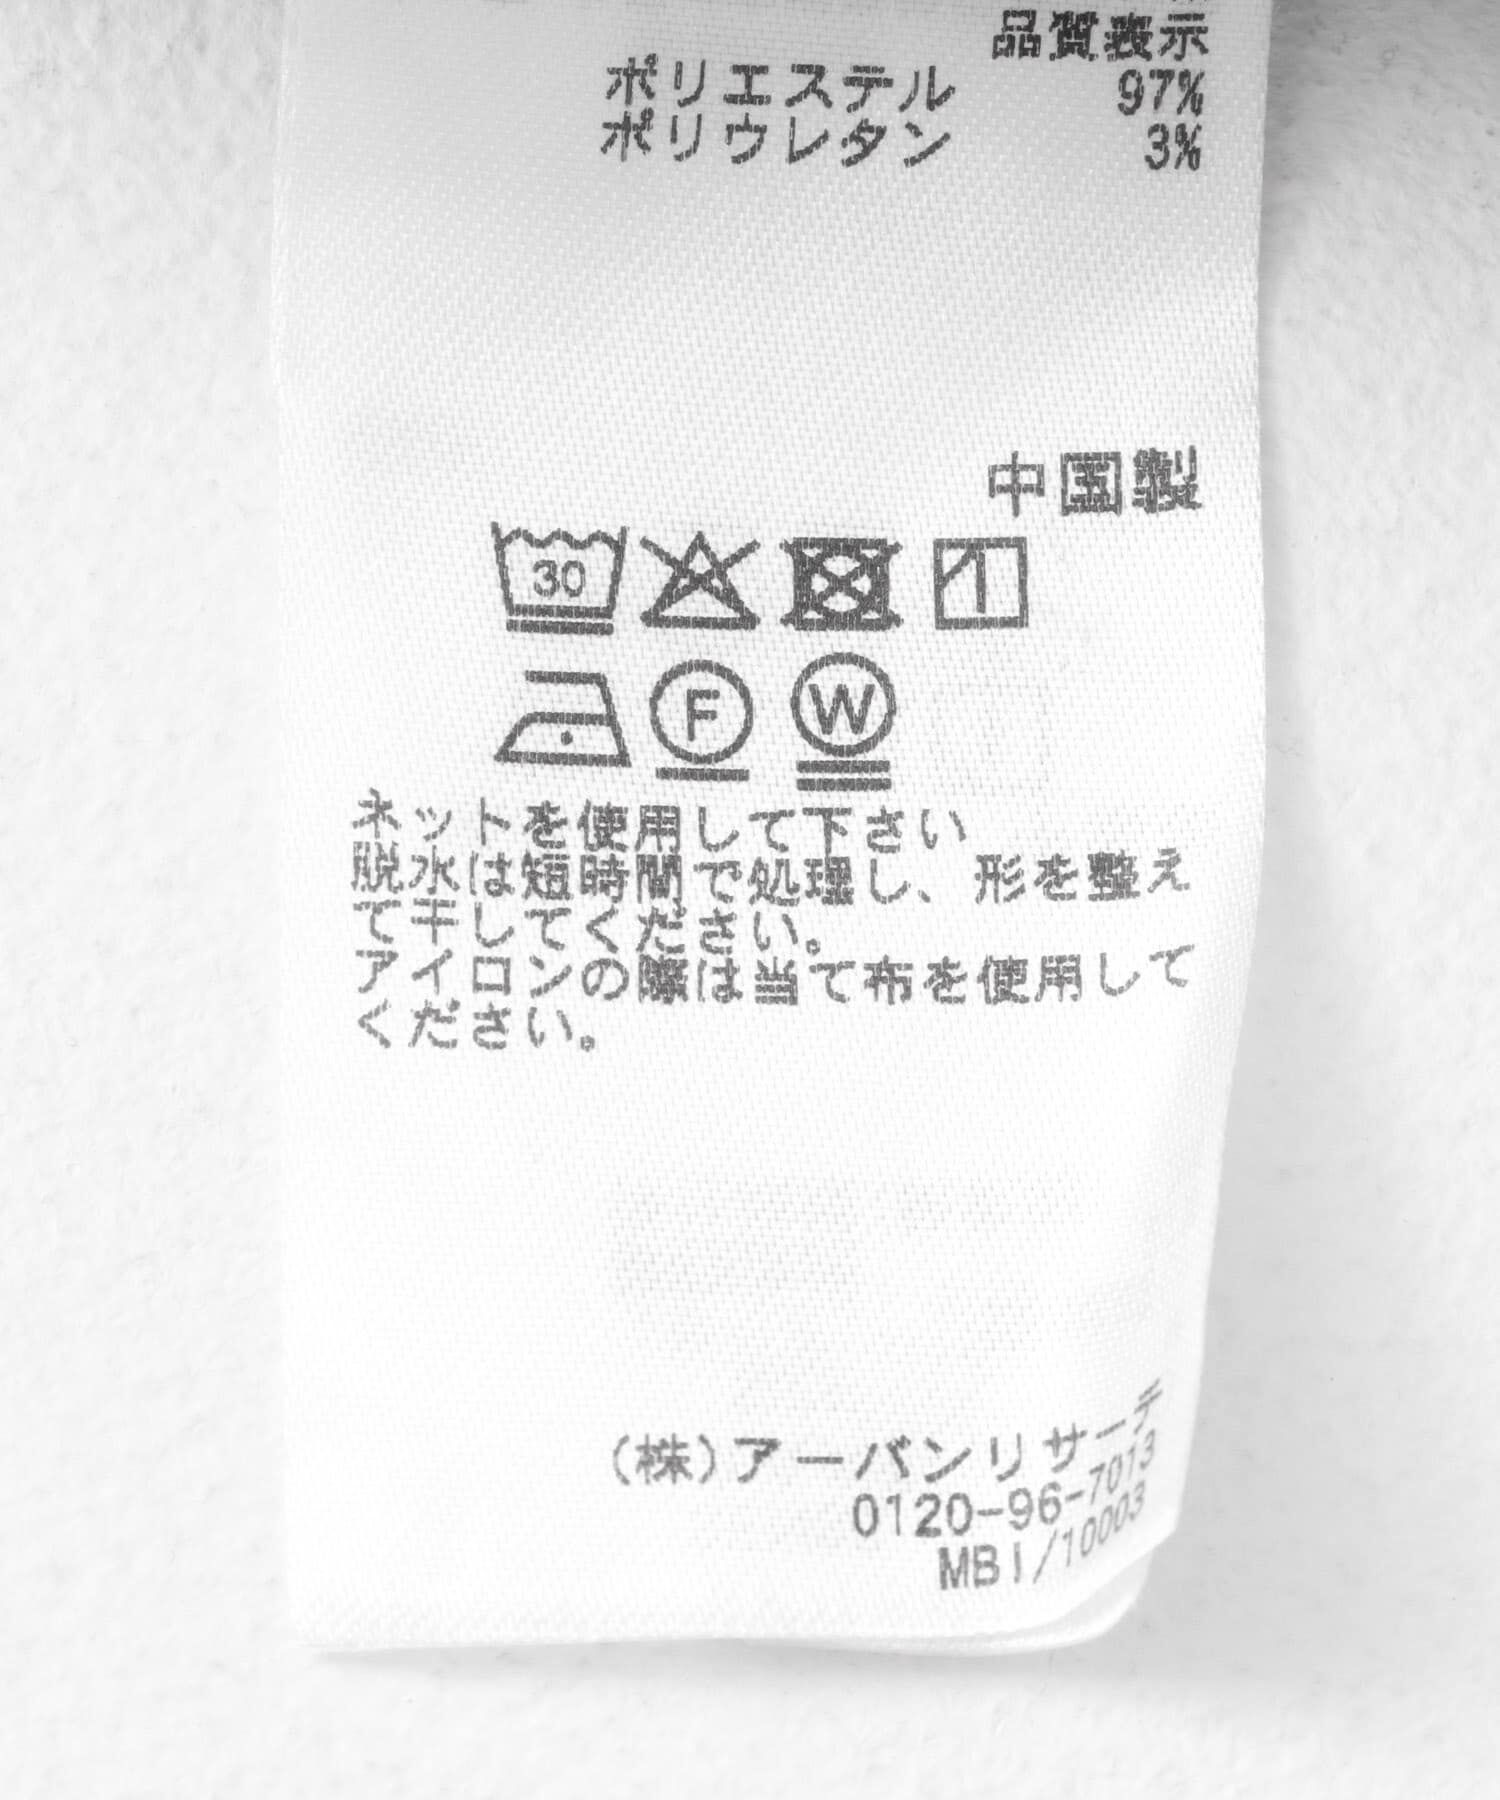 品質表示
ポリエステル 97%
ポリウレタン 3%
中国製
30
F W
ネットを使用して下さい
脱水は短時間で処理し、形を整え
て干してください。
アイロンの際は当て布を使用して
ください。
(株)アーバンリサーチ
0120-96-7013
MBI/10003